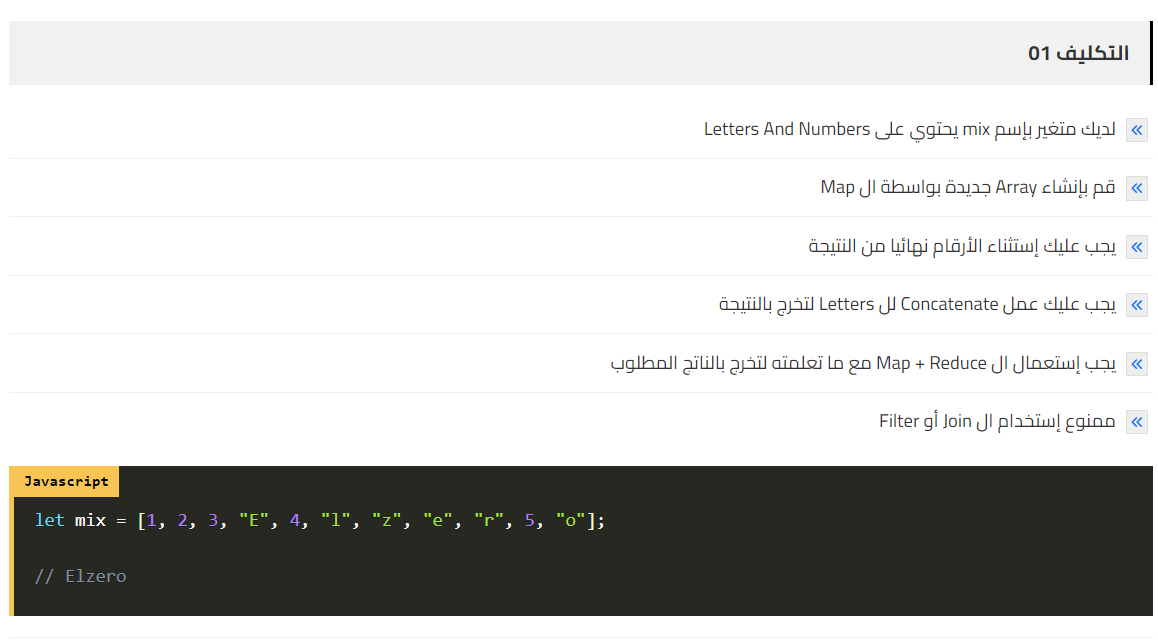 التكليف 01
لديك متغير بإسم mix يحتوي على Letters And Numbers
قم بإنشاء Array جديدة بواسطة ال Map
يجب عليك إستثناء الأرقام نهائيا من النتيجة
يجب عليك عمل Concatenate لل Letters لتخرج بالنتيجة
يجب إستعمال ال Map + Reduce مع ما تعلمته لتخرج بالناتج المطلوب
ممنوع إستخدام ال Join أو Filter
Javascript
let mix = [1, 2, 3, "E", 4, "l", "z", "e", "r", 5, "o"];
// Elzero